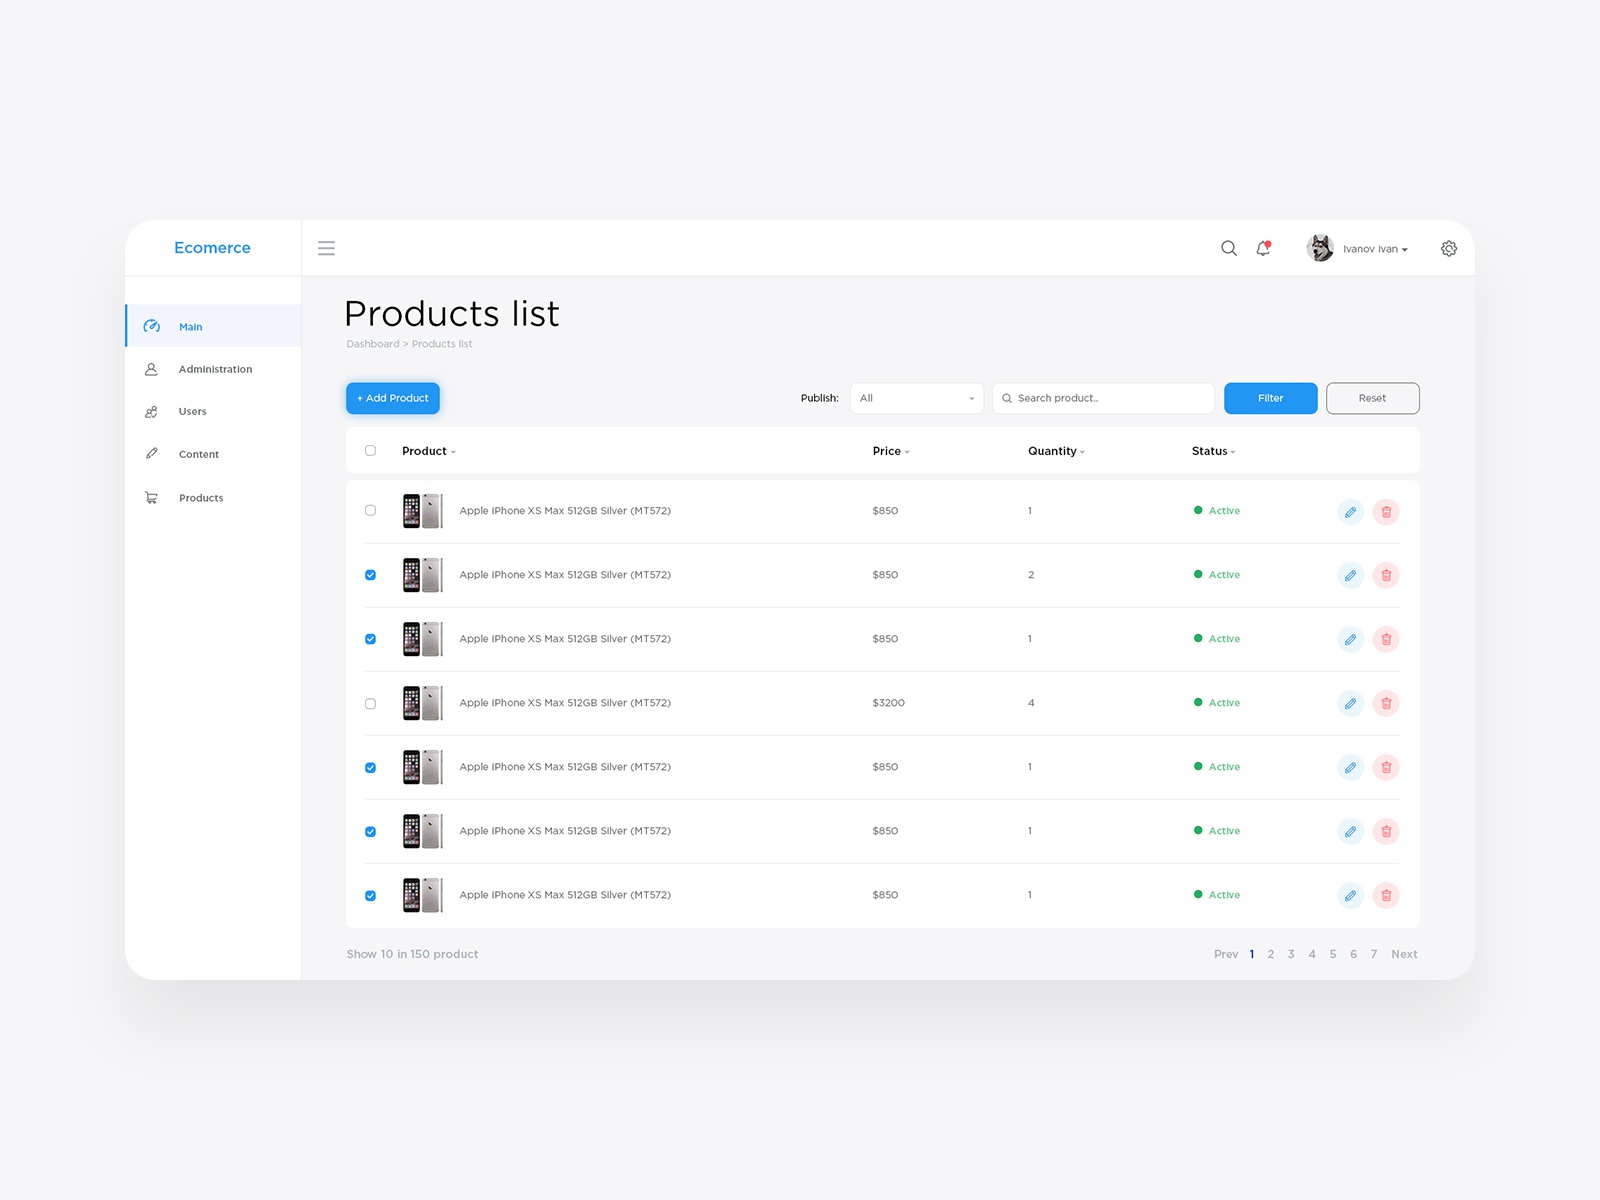 Ecomerce
Ivanov ivan
Main
Administration
Users
Content
Products
Products list
Dashboard > Products list
+ Add Product
Publish:
All
Search product..
Filter
Reset
Product Price Quantity Status
Apple iPhone XS Max 512GB Silver (MT572) $850 1 Active
Apple iPhone XS Max 512GB Silver (MT572) $850 2 Active
Apple iPhone XS Max 512GB Silver (MT572) $850 1 Active
Apple iPhone XS Max 512GB Silver (MT572) $3200 4 Active
Apple iPhone XS Max 512GB Silver (MT572) $850 1 Active
Apple iPhone XS Max 512GB Silver (MT572) $850 1 Active
Apple iPhone XS Max 512GB Silver (MT572) $850 1 Active
Show 10 in 150 product
Prev 1 2 3 4 5 6 7 Next